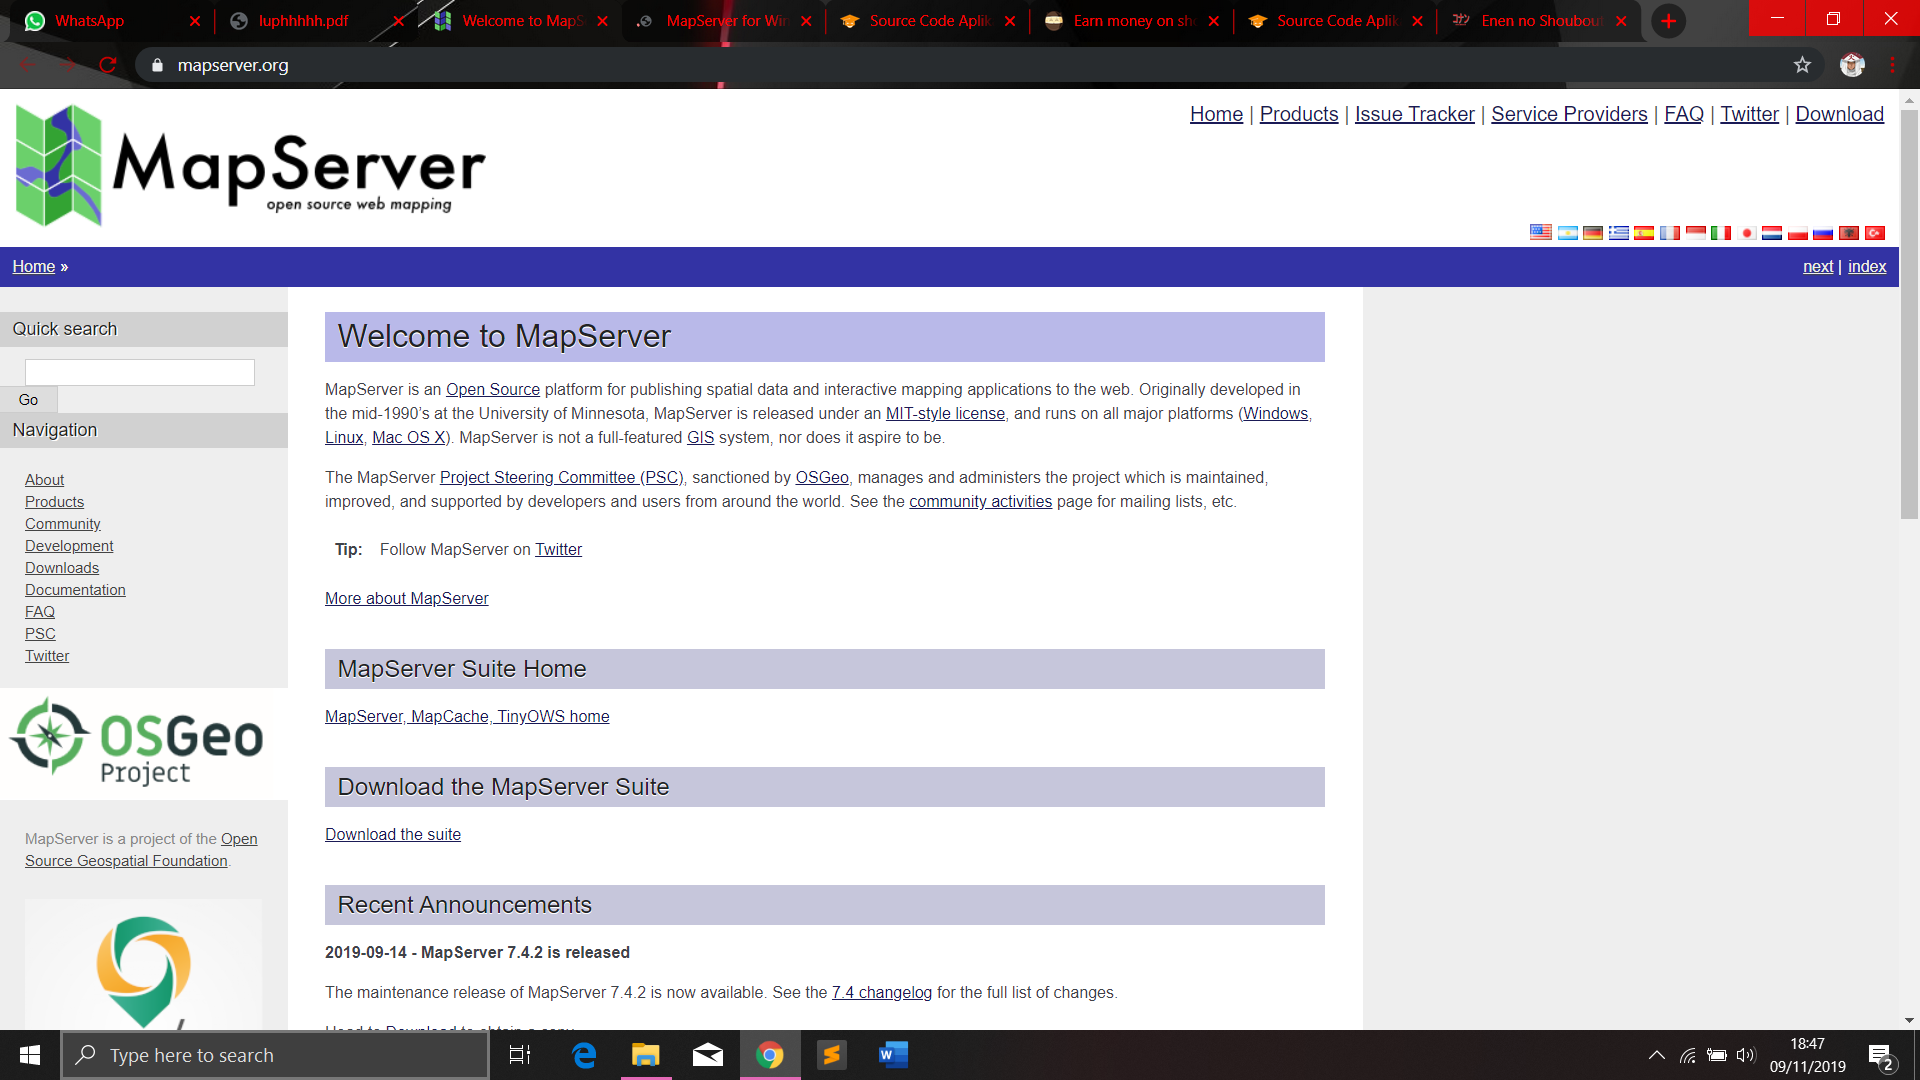 WhatsApp
luphhhhh.pdf
Welcome to MapS
MapServer for Win
Source Code Aplik
Earn money on sho
Source Code Aplik
Enen no Shoubout
mapserver.org
MapServer
open source web mapping
Home | Products | Issue Tracker | Service Providers | FAQ | Twitter | Download
Home »
next | index
Quick search
Go
Navigation
About
Products
Community
Development
Downloads
Documentation
FAQ
PSC
Twitter
OSGeo
Project
MapServer is a project of the Open
Source Geospatial Foundation.
Welcome to MapServer
MapServer is an Open Source platform for publishing spatial data and interactive mapping applications to the web. Originally developed in
the mid-1990’s at the University of Minnesota, MapServer is released under an MIT-style license, and runs on all major platforms (Windows,
Linux, Mac OS X). MapServer is not a full-featured GIS system, nor does it aspire to be.
The MapServer Project Steering Committee (PSC), sanctioned by OSGeo, manages and administers the project which is maintained,
improved, and supported by developers and users from around the world. See the community activities page for mailing lists, etc.
Tip: Follow MapServer on Twitter
More about MapServer
MapServer Suite Home
MapServer, MapCache, TinyOWS home
Download the MapServer Suite
Download the suite
Recent Announcements
2019-09-14 - MapServer 7.4.2 is released
The maintenance release of MapServer 7.4.2 is now available. See the 7.4 changelog for the full list of changes.
Type here to search
18:47
09/11/2019
2